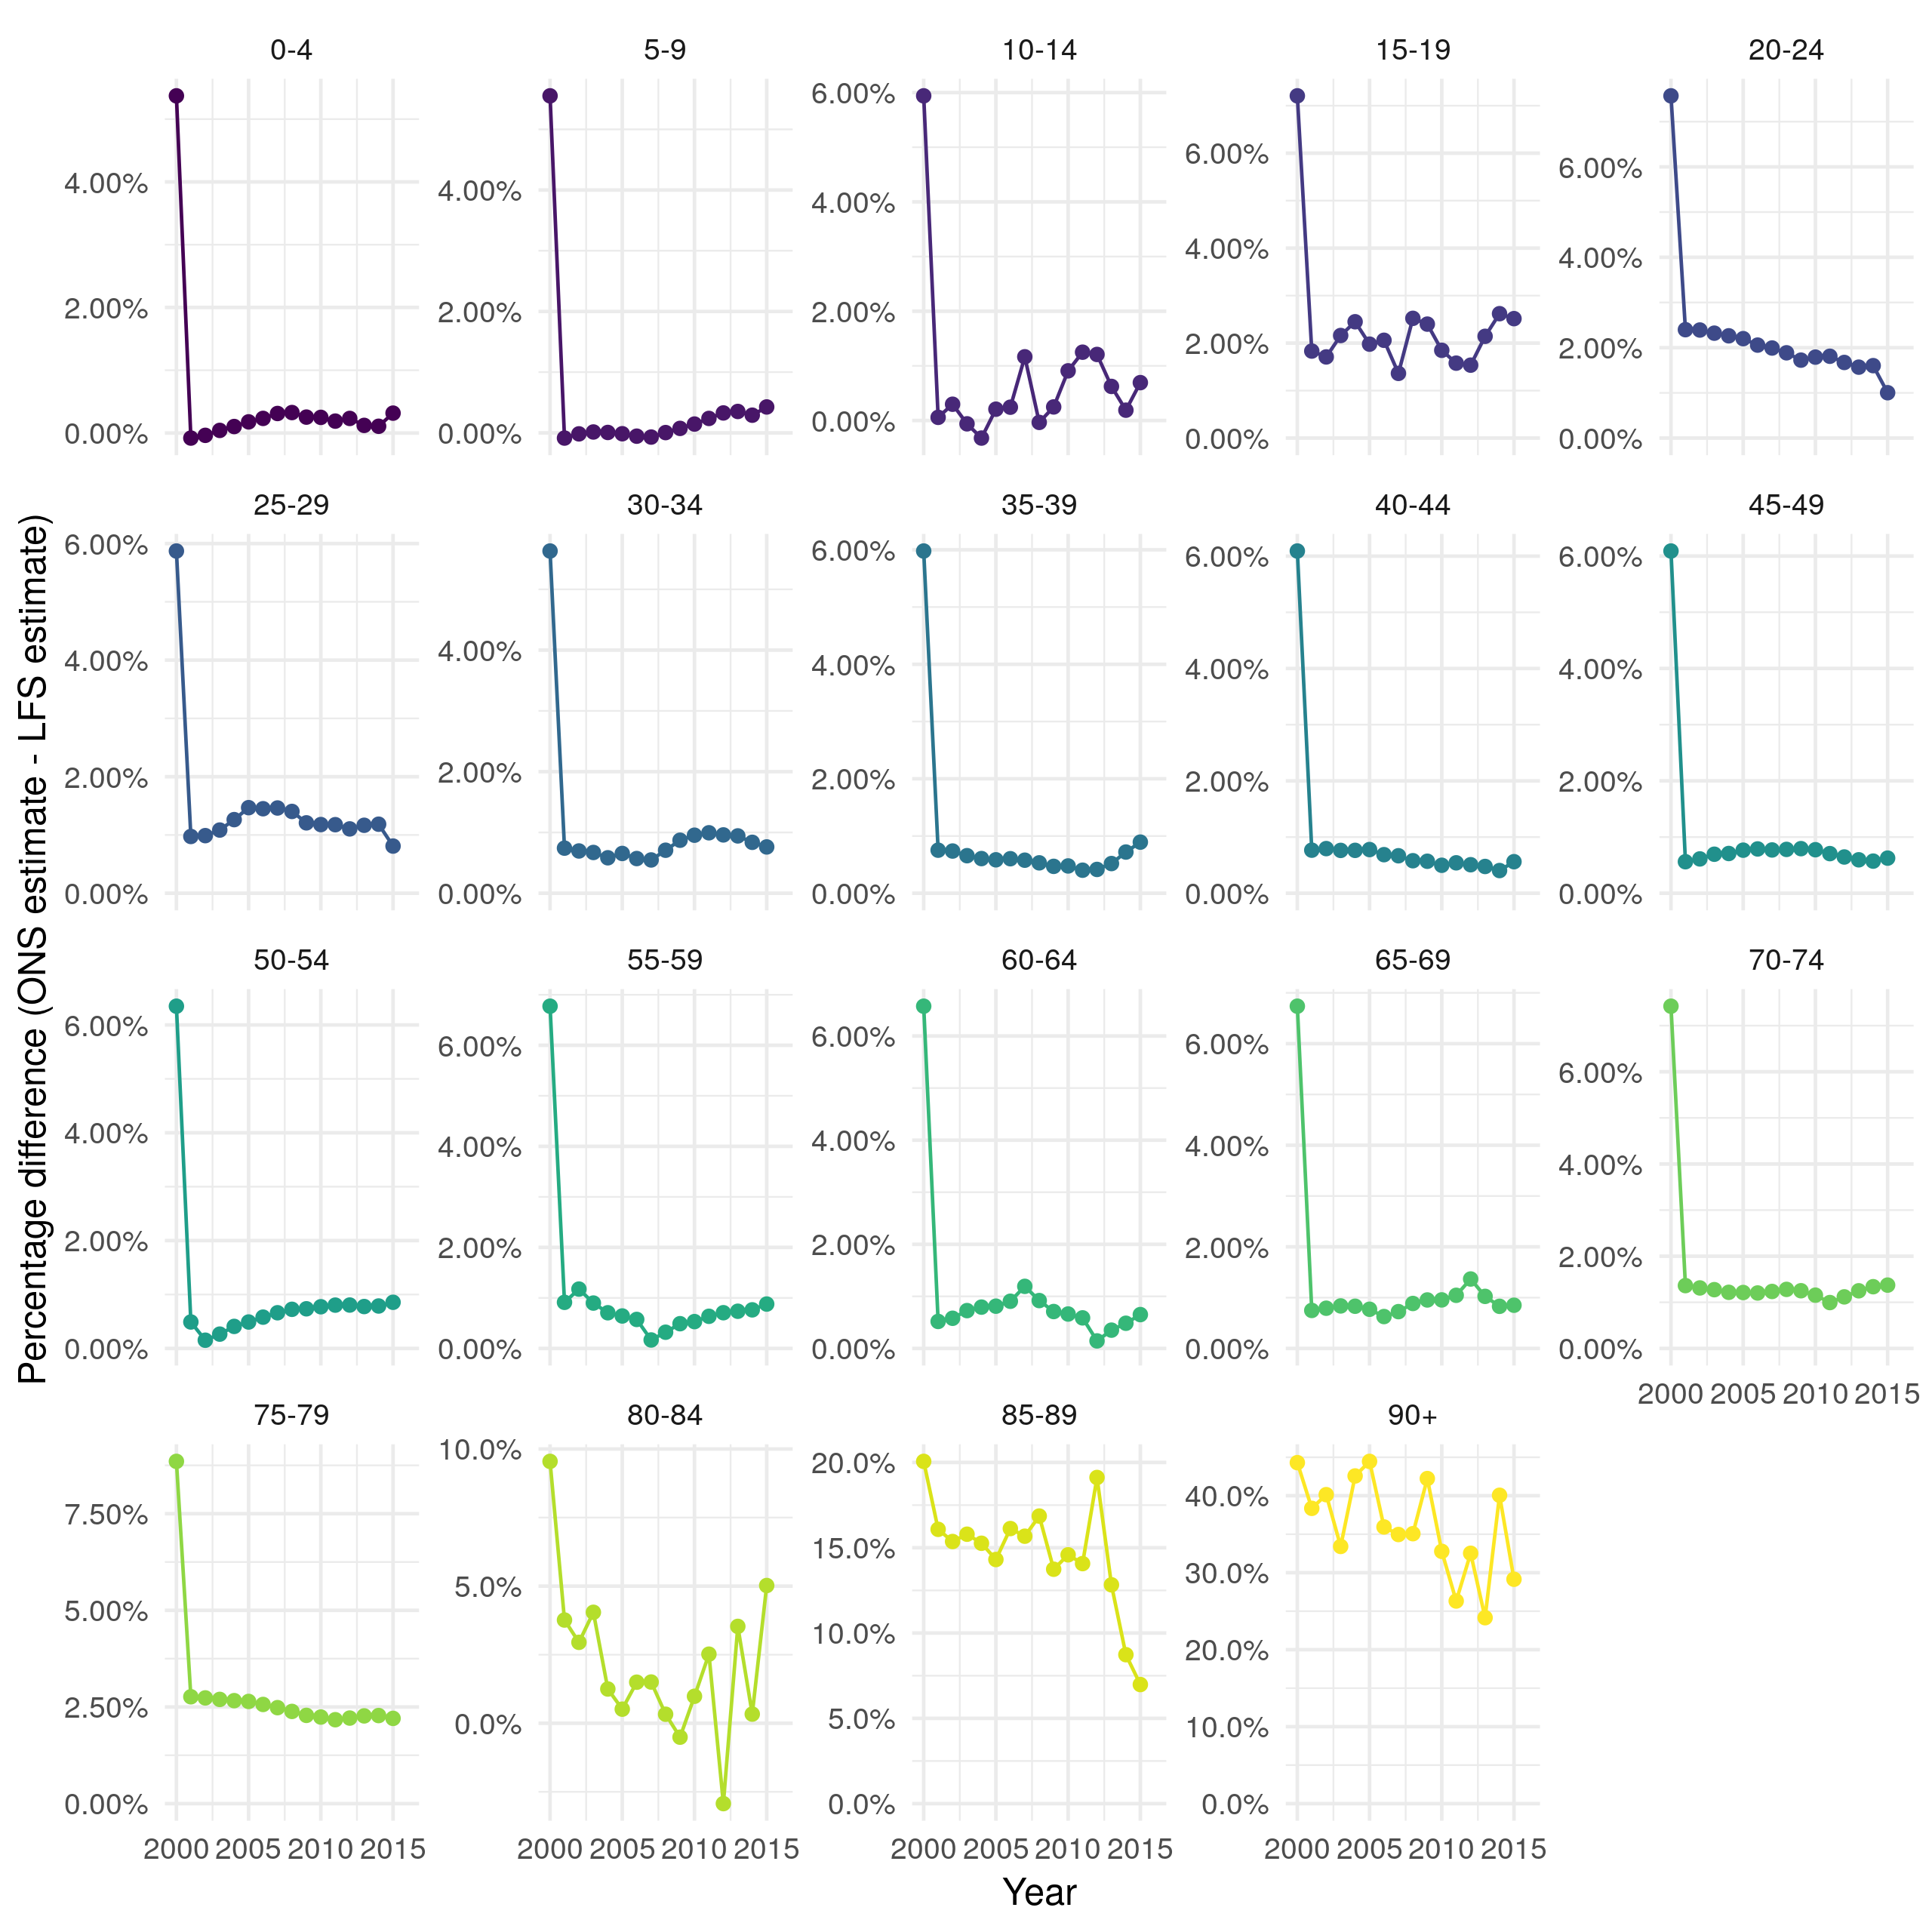 0-4 5-9 10-14 15-19 20-24
4.00% 2.00% 0.00%
4.00% 2.00% 0.00%
6.00% 4.00% 2.00% 0.00%
6.00% 4.00% 2.00% 0.00%
6.00% 4.00% 2.00% 0.00%
25-29 30-34 35-39 40-44 45-49
6.00% 4.00% 2.00% 0.00%
4.00% 2.00% 0.00%
6.00% 4.00% 2.00% 0.00%
6.00% 4.00% 2.00% 0.00%
6.00% 4.00% 2.00% 0.00%
Percentage difference (ONS estimate - LFS estimate)
50-54 55-59 60-64 65-69 70-74
6.00% 4.00% 2.00% 0.00%
6.00% 4.00% 2.00% 0.00%
6.00% 4.00% 2.00% 0.00%
6.00% 4.00% 2.00% 0.00%
6.00% 4.00% 2.00% 0.00%
2000 2005 2010 2015
75-79 80-84 85-89 90+
7.50% 5.00% 2.50% 0.00%
10.0% 5.0% 0.0%
20.0% 15.0% 10.0% 5.0% 0.0%
40.0% 30.0% 20.0% 10.0% 0.0%
2000 2005 2010 2015 2000 2005 2010 2015 2000 2005 2010 2015 2000 2005 2010 2015
Year